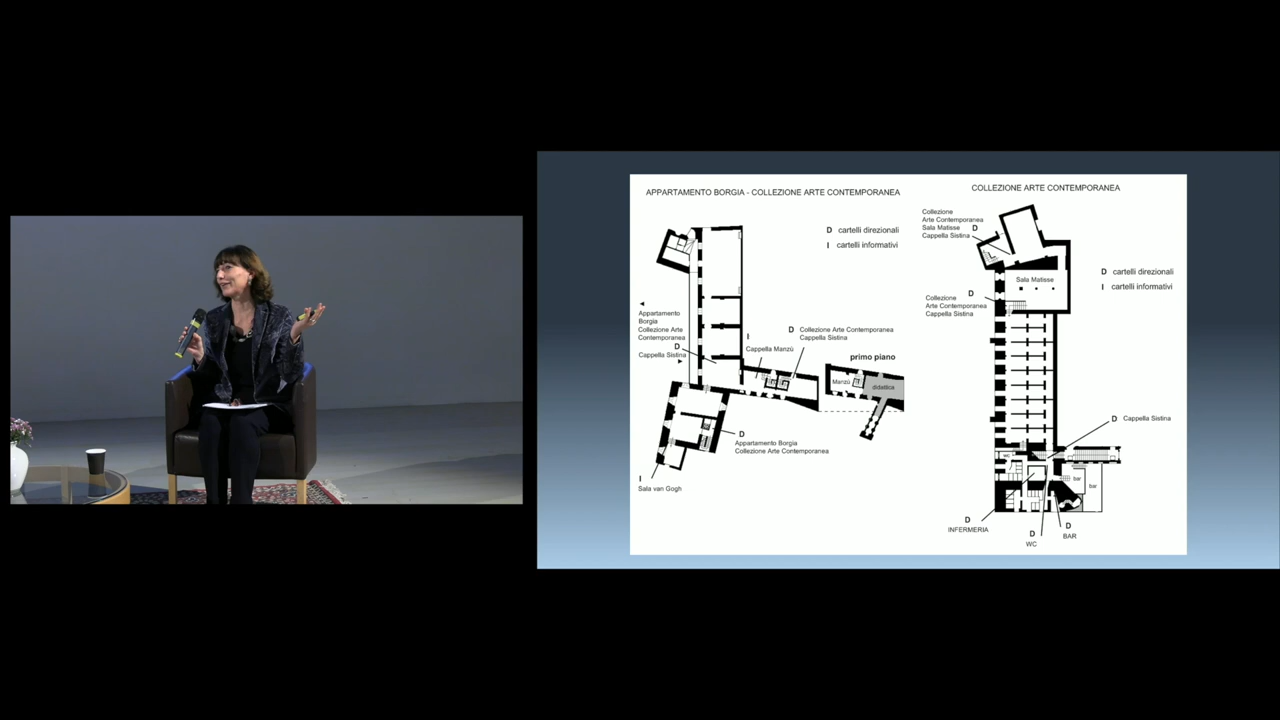 APPARTAMENTO BORGIA - COLLEZIONE ARTE CONTEMPORANEA
D cartelli direzionali
I cartelli informativi
Appartamento
Borgia
Collezione Arte
Contemporanea
D
Cappella Sistina
I
Cappella Manzù
D Collezione Arte Contemporanea
Cappella Sistina
primo piano
Manzù
didattica
D
Appartamento Borgia
Collezione Arte Contemporanea
I
Sala van Gogh
COLLEZIONE ARTE CONTEMPORANEA
Collezione
Arte Contemporanea
Sala Matisse D
Cappella Sistina
D cartelli direzionali
I cartelli informativi
Sala Matisse
D
Collezione
Arte Contemporanea
Cappella Sistina
D Cappella Sistina
WC
bar
bar
D
INFERMERIA
D
WC
D
BAR